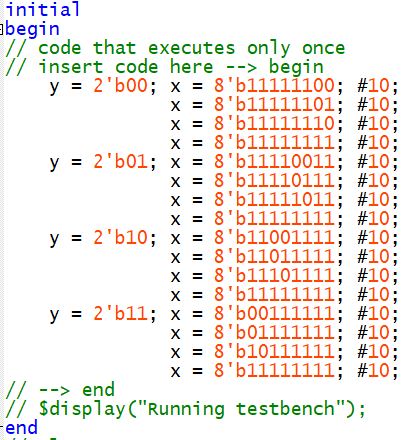 initial
begin
// code that executes only once
// insert code here --> begin
y = 2'b00; x = 8'b11111100; #10;
x = 8'b11111101; #10;
x = 8'b11111110; #10;
x = 8'b11111111; #10;
y = 2'b01; x = 8'b11110011; #10;
x = 8'b11110111; #10;
x = 8'b11111011; #10;
x = 8'b11111111; #10;
y = 2'b10; x = 8'b11001111; #10;
x = 8'b11011111; #10;
x = 8'b11101111; #10;
x = 8'b11111111; #10;
y = 2'b11; x = 8'b00111111; #10;
x = 8'b01111111; #10;
x = 8'b10111111; #10;
x = 8'b11111111; #10;
// --> end
// $display("Running testbench");
end